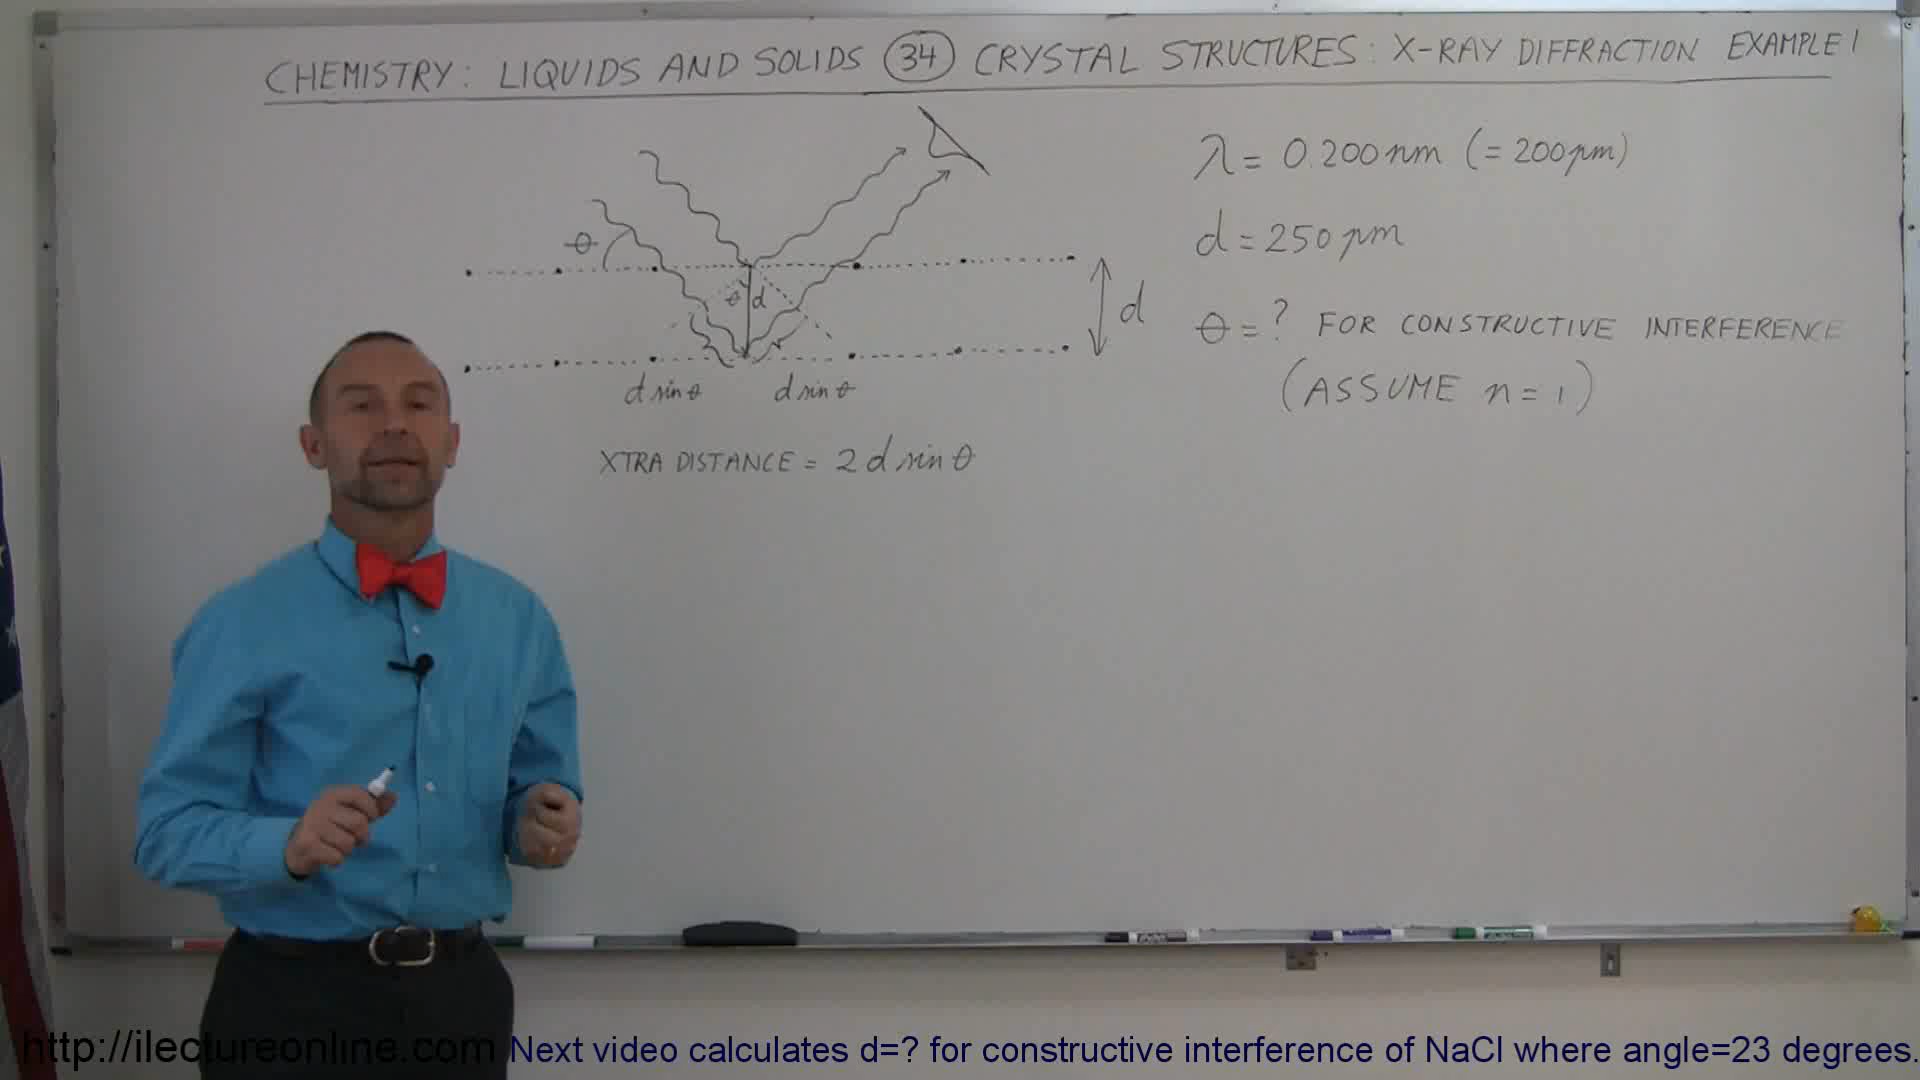 CHEMISTRY: LIQUIDS AND SOLIDS 34 CRYSTAL STRUCTURES: X-RAY DIFFRACTION EXAMPLE 1
λ = 0.200 nm (= 200 pm)
d = 250 pm
θ = ? FOR CONSTRUCTIVE INTERFERENCE
(ASSUME n = 1)
θ
θ d
d
d sin θ d sin θ
XTRA DISTANCE = 2 d sin θ
http://ilectureonline.com Next video calculates d=? for constructive interference of NaCl where angle=23 degrees.